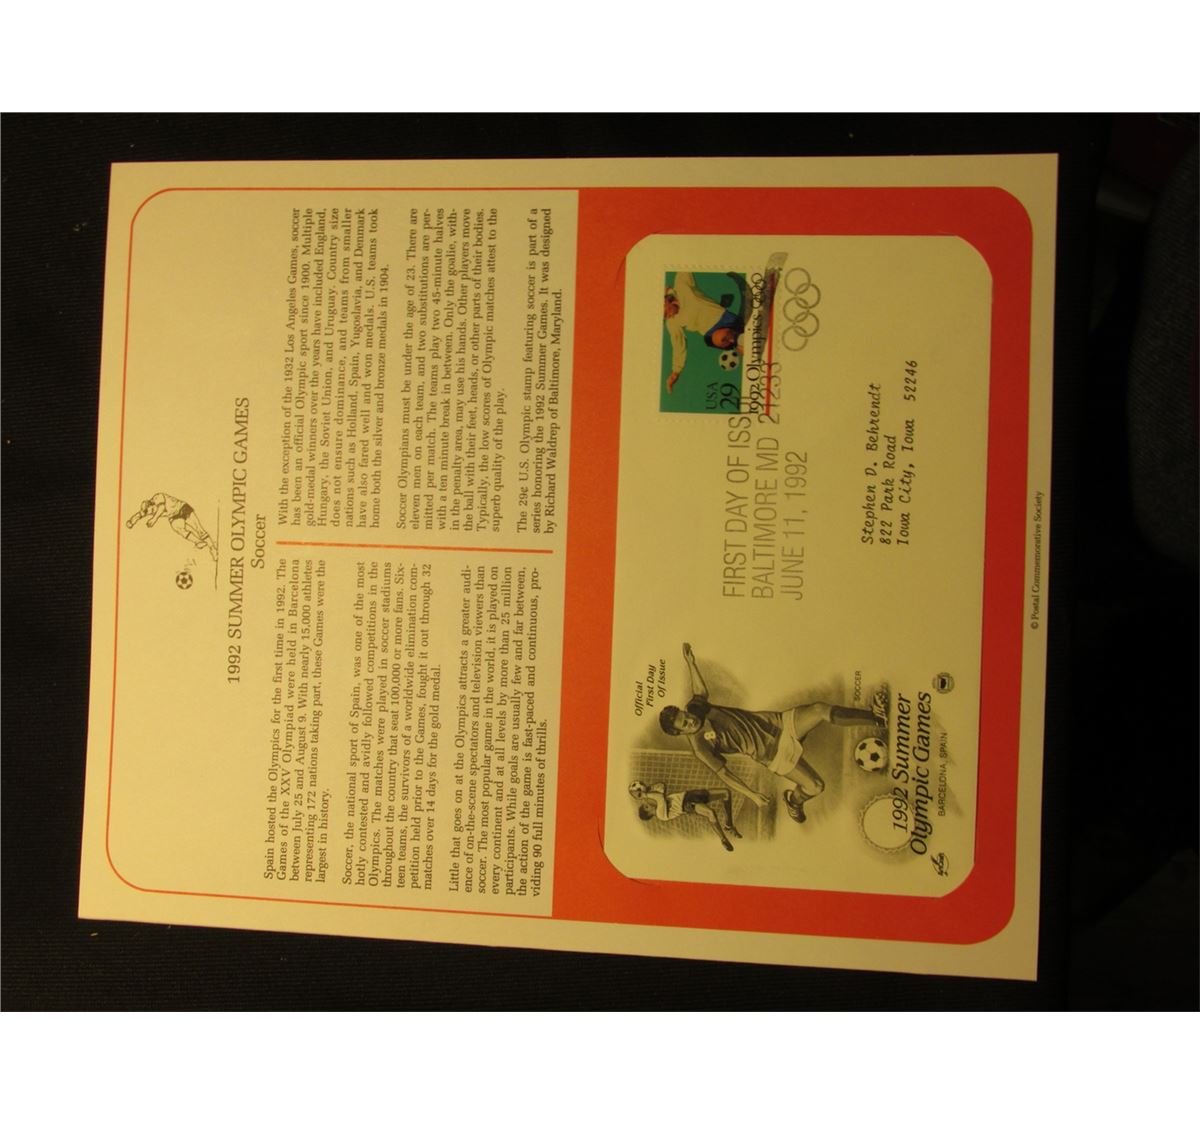 1992 SUMMER OLYMPIC GAMES
Soccer
Spain hosted the Olympics for the first time in 1992. The
Games of the XXV Olympiad were held in Barcelona
between July 25 and August 9. With nearly 15,000 athletes
representing 172 nations taking part, these Games were the
largest in history.
Soccer, the national sport of Spain, was one of the most
hotly contested and avidly followed competitions in the
Olympics. The matches were played in soccer stadiums
throughout the country that seat 100,000 or more fans. Six-
teen teams, the survivors of a worldwide elimination com-
petition held prior to the Games, fought it out through 32
matches over 14 days for the gold medal.
Little that goes on at the Olympics attracts a greater audi-
ence of on-the-scene spectators and television viewers than
soccer. The most popular game in the world, it is played on
every continent and at all levels by more than 25 million
participants. While goals are usually few and far between,
the action of the game is fast-paced and continuous, pro-
viding 90 full minutes of thrills.
With the exception of the 1932 Los Angeles Games, soccer
has been an official Olympic sport since 1900. Multiple
gold-medal winners over the years have included England,
Hungary, the Soviet Union, and Uruguay. Country size
does not ensure dominance, and teams from smaller
nations such as Holland, Spain, Yugoslavia, and Denmark
have also fared well and won medals. U.S. teams took
home both the silver and bronze medals in 1904.
Soccer Olympians must be under the age of 23. There are
eleven men on each team, and two substitutions are per-
mitted per match. The teams play two 45-minute halves
with a ten minute break in between. Only the goalie, with-
in the penalty area, may use his hands. Other players move
the ball with their feet, heads, or other parts of their bodies.
Typically, the low scores of Olympic matches attest to the
superb quality of the play.
The 29¢ U.S. Olympic stamp featuring soccer is part of a
series honoring the 1992 Summer Games. It was designed
by Richard Waldrep of Baltimore, Maryland.
Official
First Day
Of Issue
SOCCER
1992 Summer
Olympic Games
BARCELONA, SPAIN
USA
29
1992 Olympics
FIRST DAY OF ISSUE
BALTIMORE MD 21233
JUNE 11, 1992
Stephen D. Behrendt
822 Park Road
Iowa City, Iowa 52246
© Postal Commemorative Society